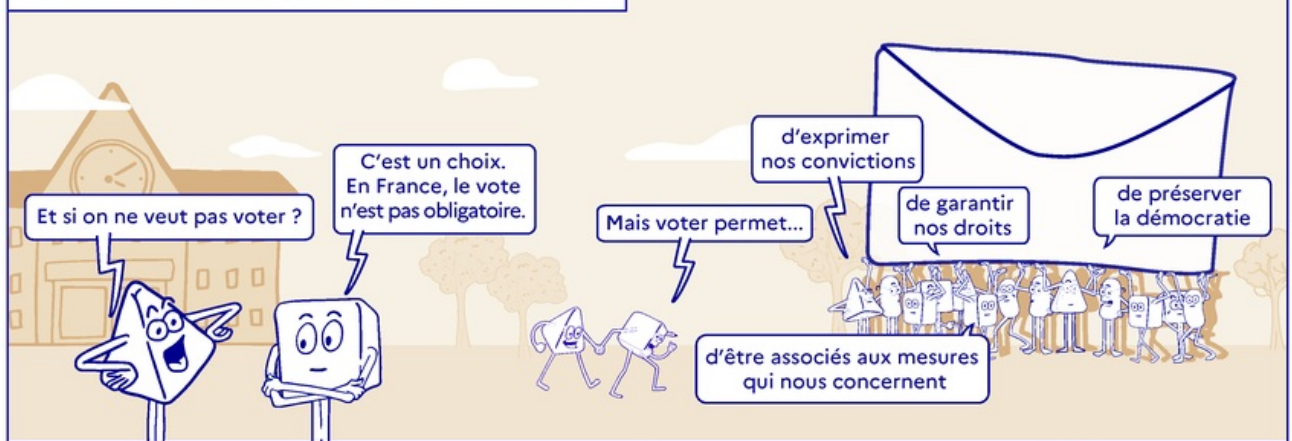 Et si on ne veut pas voter ?
C'est un choix.
En France, le vote
n'est pas obligatoire.
Mais voter permet...
d'exprimer
nos convictions
de garantir
nos droits
de préserver
la démocratie
d'être associés aux mesures
qui nous concernent